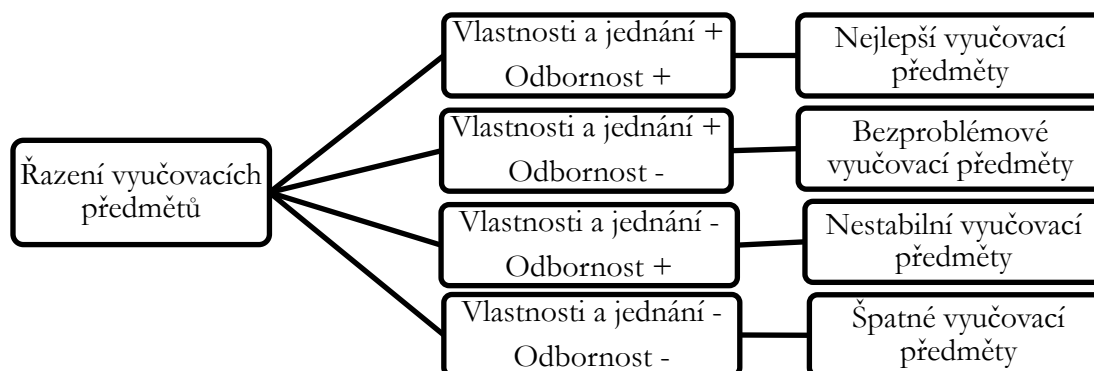 Řazení vyučovacích
předmětů
Vlastnosti a jednání +
Odbornost +
Nejlepší vyučovací
předměty
Vlastnosti a jednání +
Odbornost -
Bezproblémové
vyučovací předměty
Vlastnosti a jednání -
Odbornost +
Nestabilní vyučovací
předměty
Vlastnosti a jednání -
Odbornost -
Špatné vyučovací
předměty